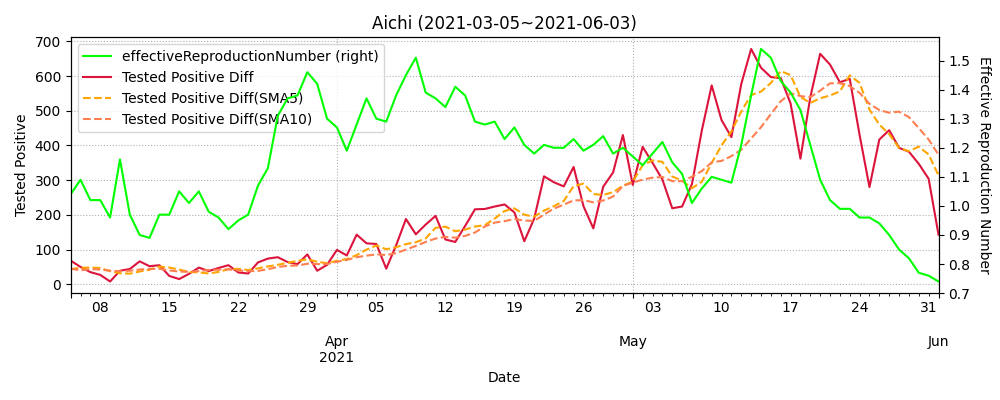 Aichi (2021-03-05~2021-06-03)
effectiveReproductionNumber (right)
Tested Positive Diff
Tested Positive Diff(SMA5)
Tested Positive Diff(SMA10)
Tested Positive
700
600
500
400
300
200
100
0
Effective Reproduction Number
1.5
1.4
1.3
1.2
1.1
1.0
0.9
0.8
0.7
08 15 22 29 05 12 19 26 03 10 17 24 31
Apr May Jun
2021
Date